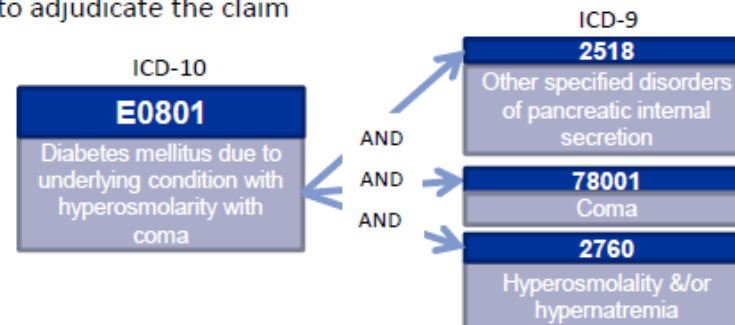 to adjudicate the claim
ICD-10
E0801
Diabetes mellitus due to
underlying condition with
hyperosmolarity with
coma
AND
AND
AND
ICD-9
2518
Other specified disorders
of pancreatic internal
secretion
78001
Coma
2760
Hyperosmolality &/or
hypernatremia